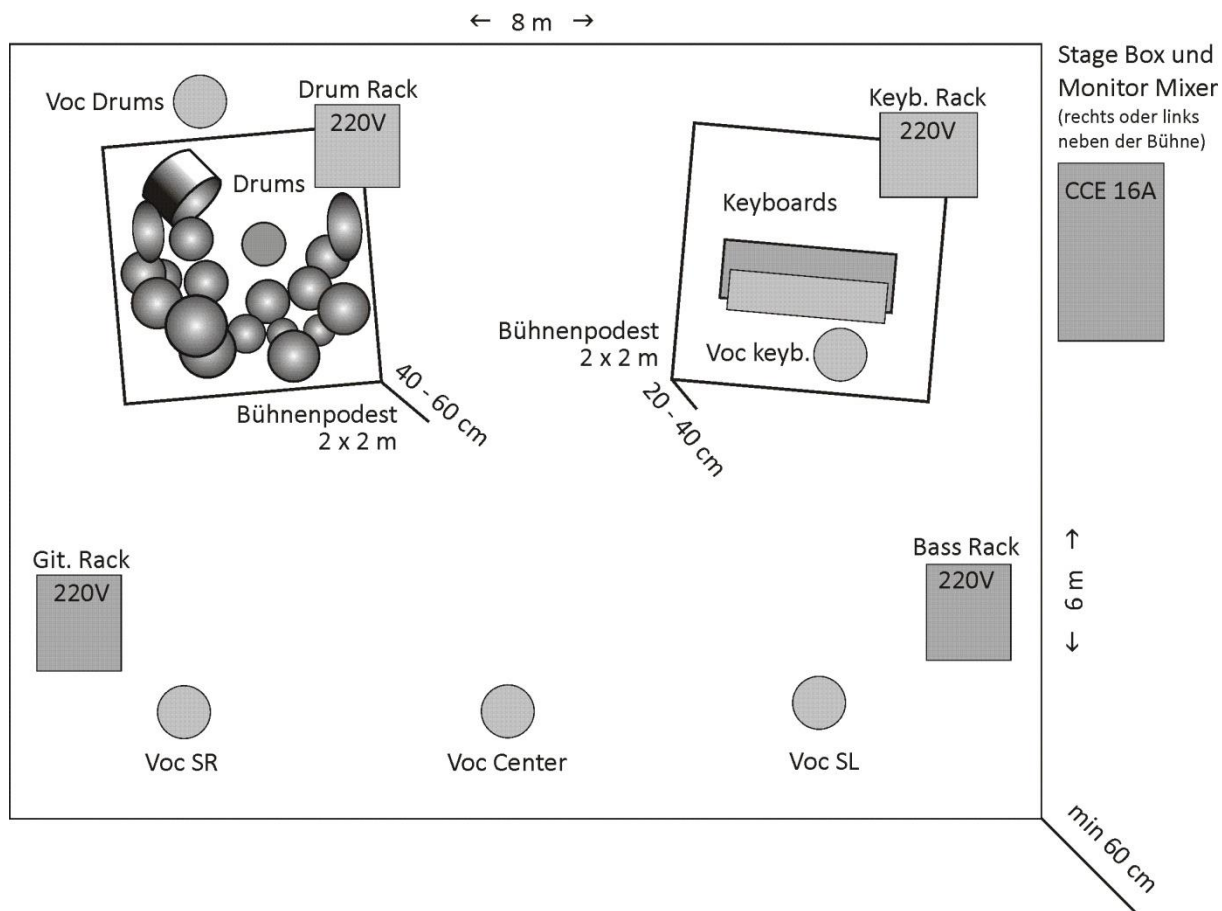 ← 8 m →
Stage Box und
Monitor Mixer
(rechts oder links
neben der Bühne)
CCE 16A
Voc Drums
Drum Rack
220V
Drums
Keyb. Rack
220V
Keyboards
Voc keyb.
Bühnenpodest
2 x 2 m
20 - 40 cm
40 - 60 cm
Bühnenpodest
2 x 2 m
Git. Rack
220V
Bass Rack
220V
← 6 m →
Voc SR
Voc Center
Voc SL
min 60 cm